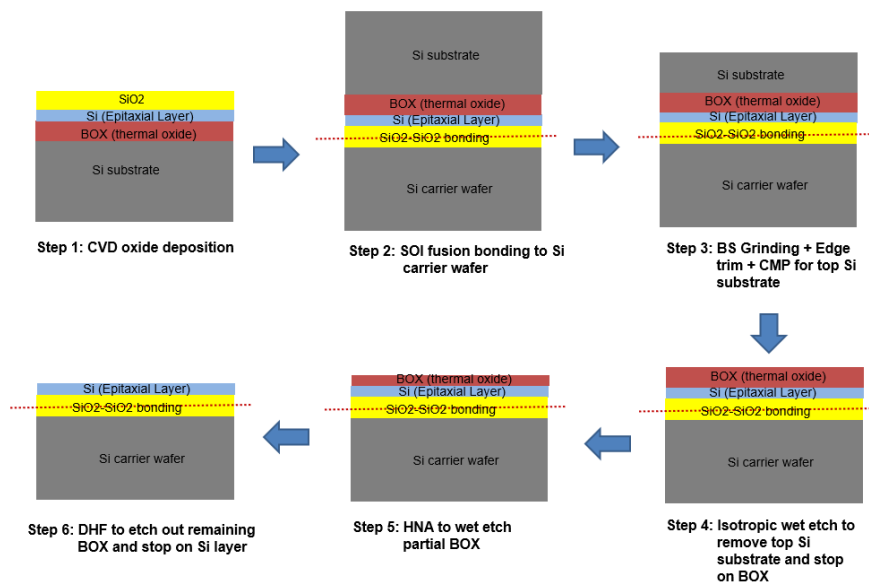 SiO2
Si (Epitaxial Layer)
BOX (thermal oxide)
Si substrate
Step 1: CVD oxide deposition
Si substrate
BOX (thermal oxide)
Si (Epitaxial Layer)
SiO2-SiO2 bonding
Si carrier wafer
Step 2: SOI fusion bonding to Si
carrier wafer
Si substrate
BOX (thermal oxide)
Si (Epitaxial Layer)
SiO2-SiO2 bonding
Si carrier wafer
Step 3: BS Grinding + Edge
trim + CMP for top Si
substrate
BOX (thermal oxide)
Si (Epitaxial Layer)
SiO2-SiO2 bonding
Si carrier wafer
Step 4: Isotropic wet etch to
remove top Si
substrate and stop
on BOX
BOX (thermal oxide)
Si (Epitaxial Layer)
SiO2-SiO2 bonding
Si carrier wafer
Step 5: HNA to wet etch
partial BOX
Si (Epitaxial Layer)
SiO2-SiO2 bonding
Si carrier wafer
Step 6: DHF to etch out remaining
BOX and stop on Si layer